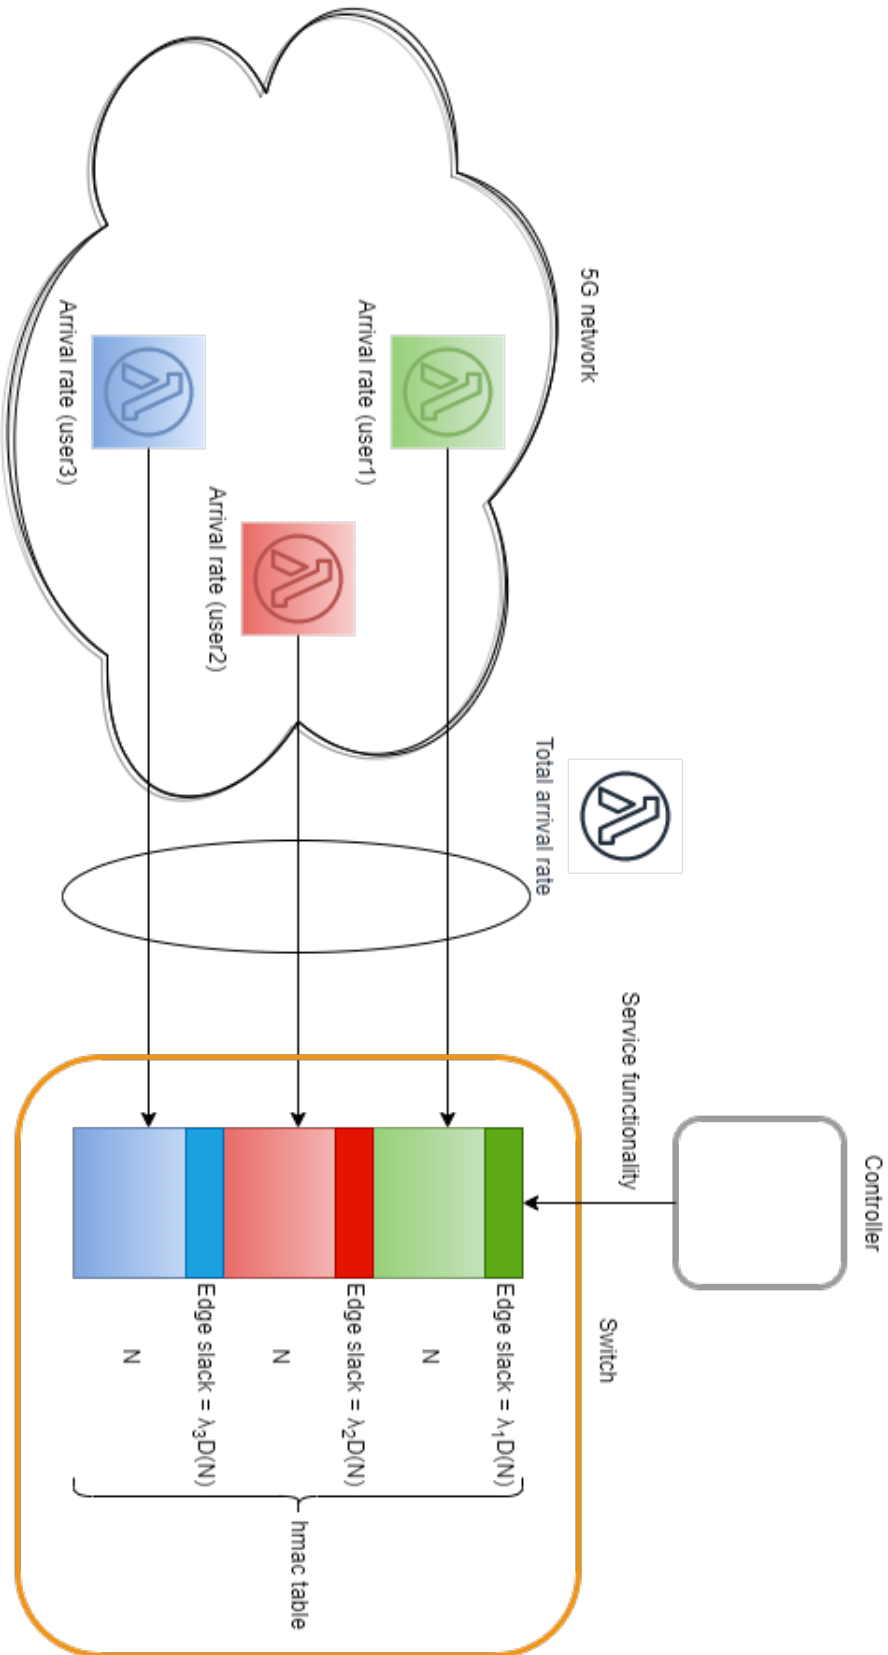 Controller
5G network
Total arrival rate
Service functionality
Switch
Arrival rate (user1)
Edge slack = λ₁D(N)
N
Arrival rate (user2)
Edge slack = λ₂D(N)
N
hmac table
Arrival rate (user3)
Edge slack = λ₃D(N)
N